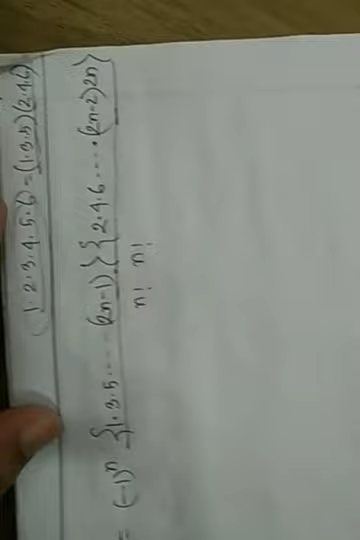 (1·2·3·4·5·6) = (1·3·5)(2·4·6)
= (-1)^n {1·3·5· ... (2n-1)} {2·4·6 ... (2n-2)2n}
n! n!